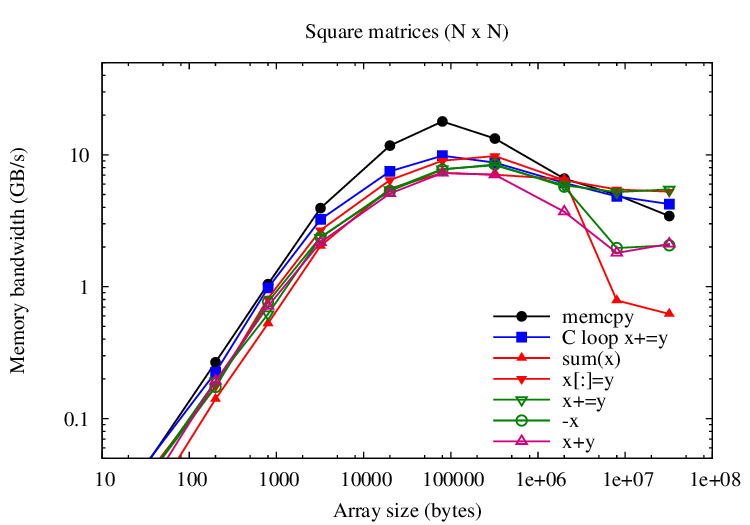 Square matrices (N x N)
Memory bandwidth (GB/s)
10
1
0.1
memcpy
C loop x+=y
sum(x)
x[:]=y
x+=y
-x
x+y
10 100 1000 10000 100000 1e+06 1e+07 1e+08
Array size (bytes)